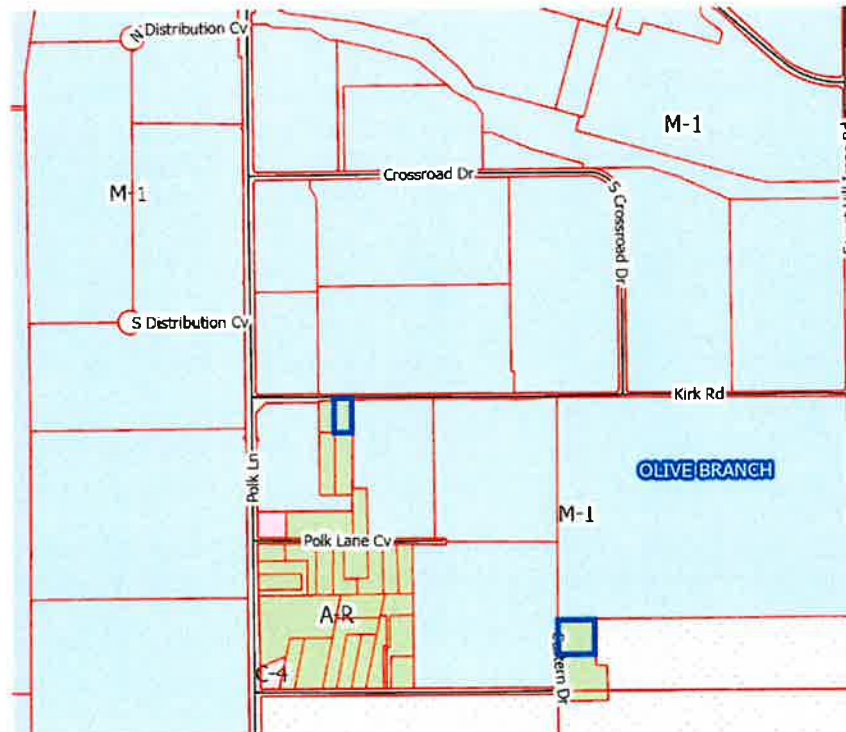 N Distribution Cv
M-1
Crossroad Dr
M-1
S Crossroad Dr
S Distribution Cv
Kirk Rd
Polk Ln
OLIVE BRANCH
M-1
Polk Lane Cv
A-R
C-4
Dr